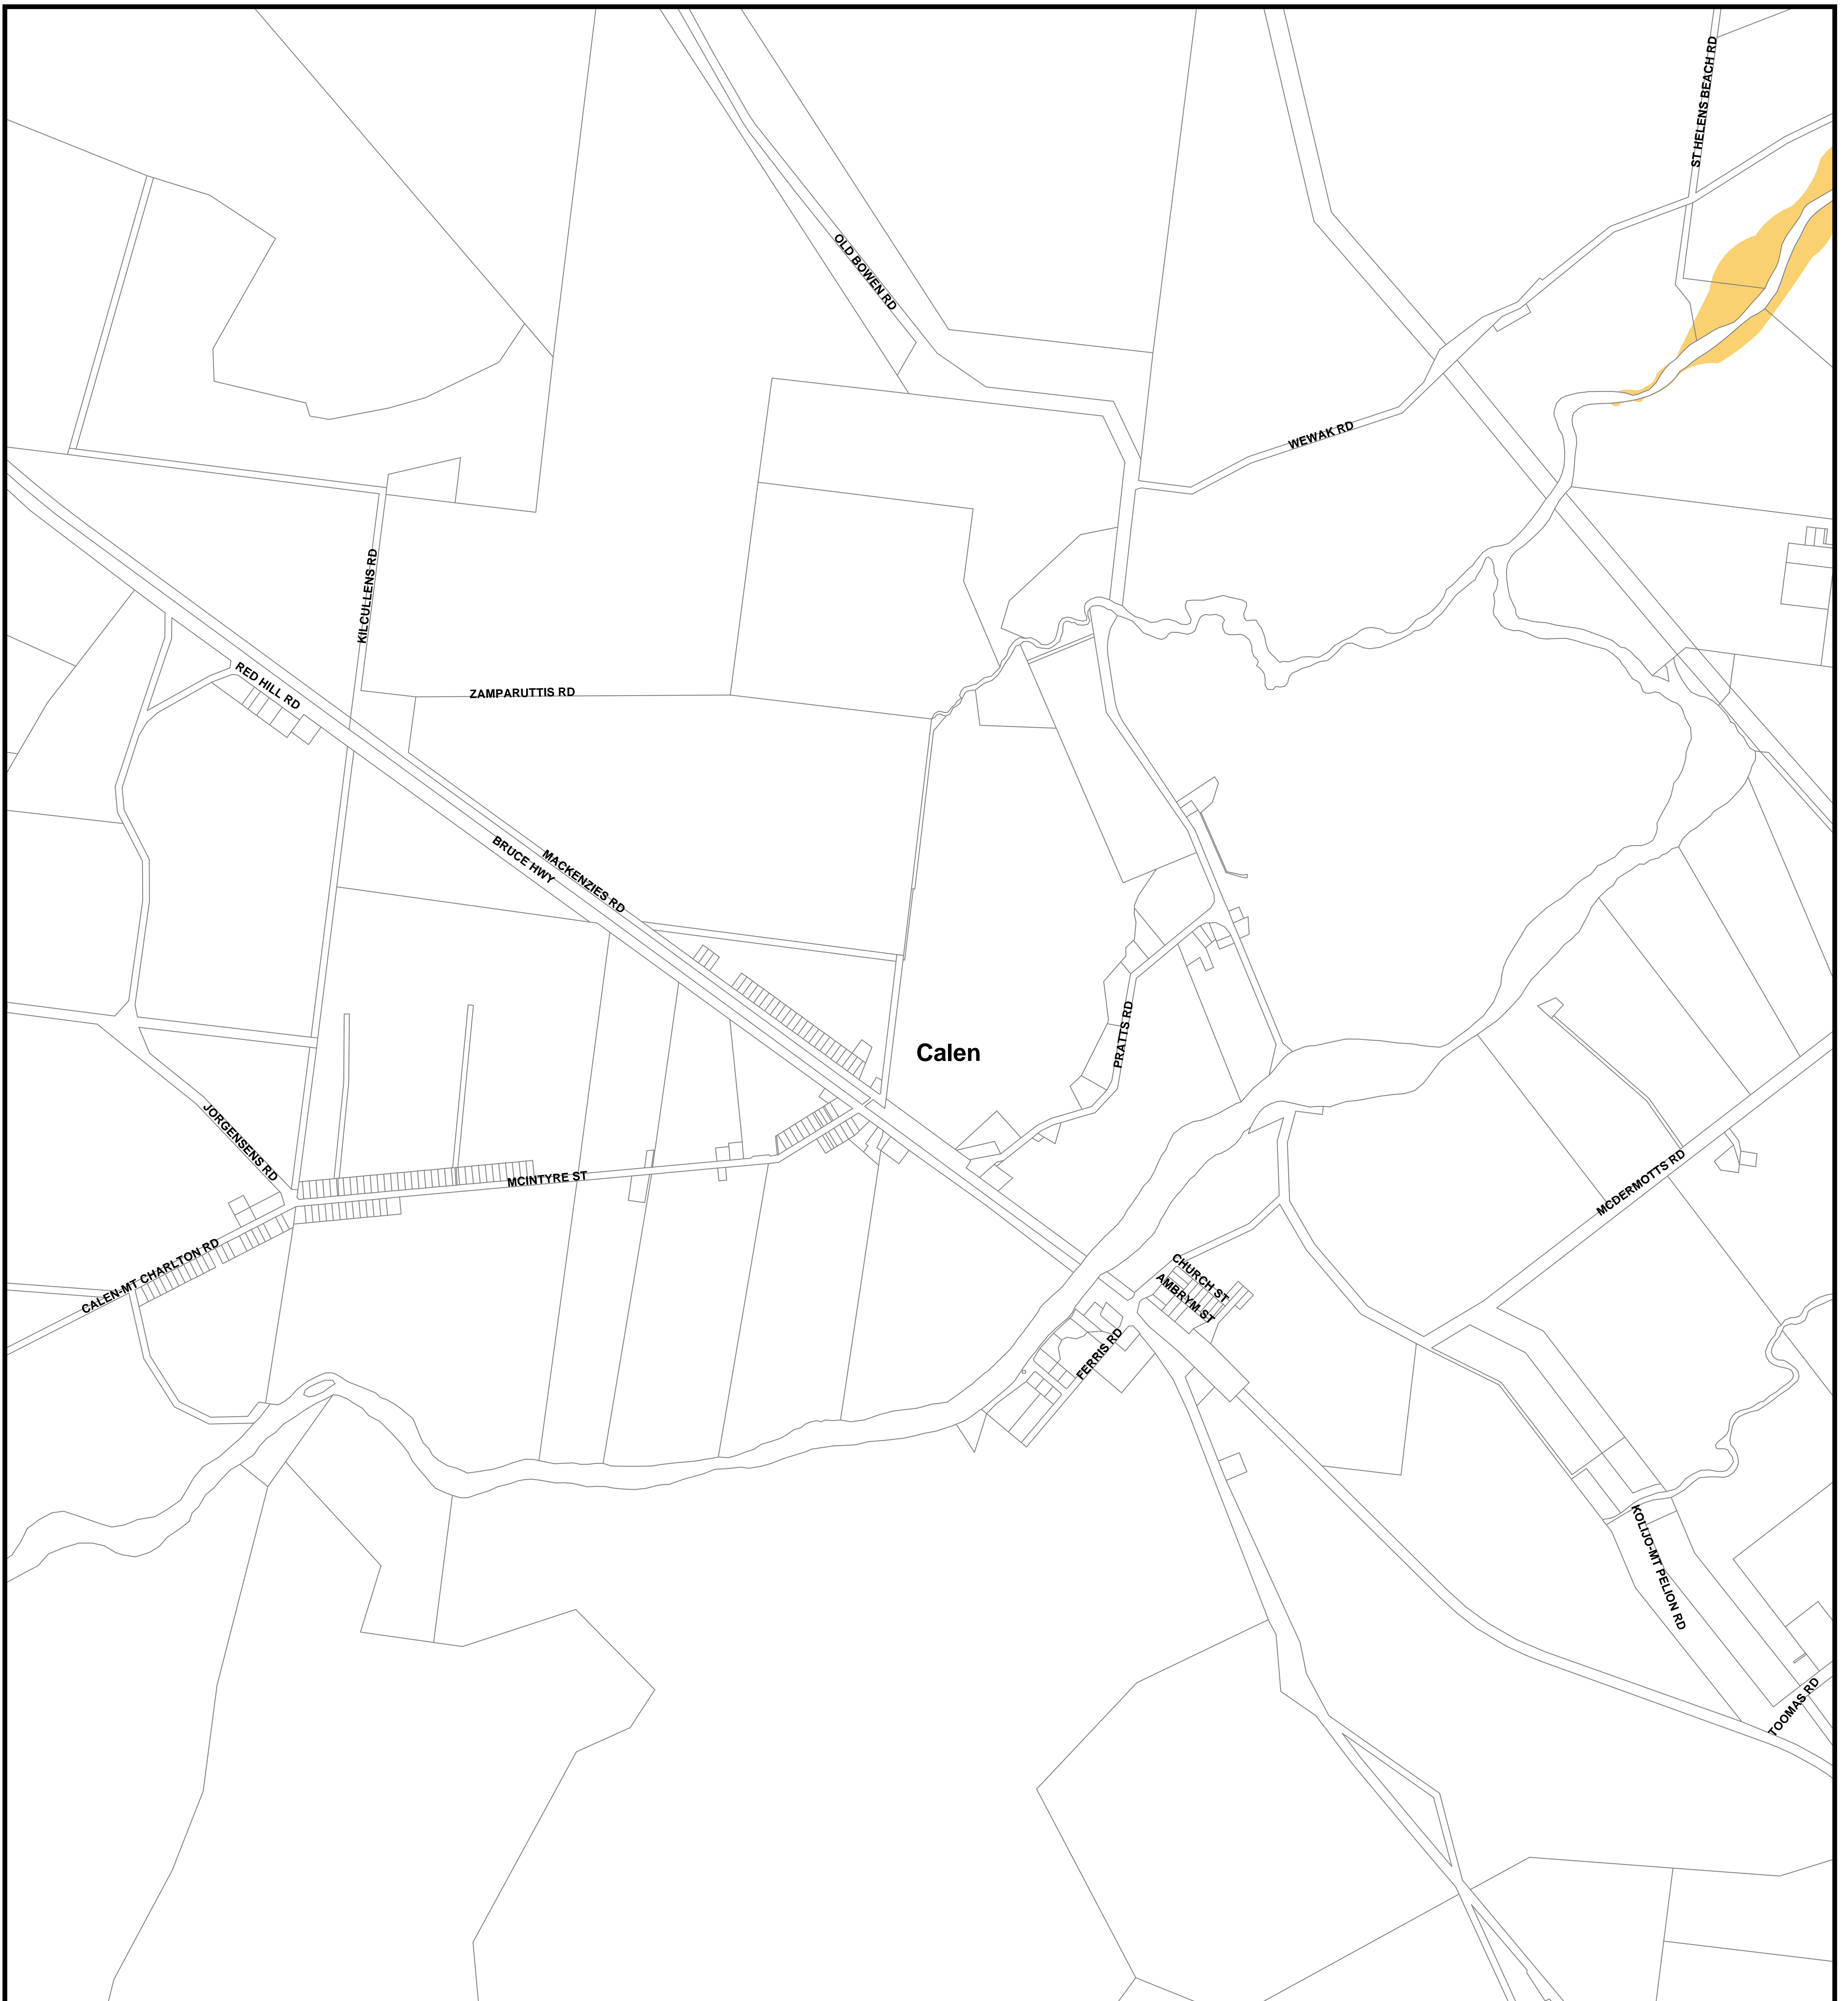 ST HELENS BEACH RD
OLD BOWEN RD
WEWAK RD
KILCULLENS RD
RED HILL RD
ZAMPARUTTIS RD
BRUCE HWY
MACKENZIES RD
Calen
PRATTS RD
JORGENSENS RD
MCINTYRE ST
MCDERMOTTS RD
CALEN-MT CHARLTON RD
CHURCH ST
AMBRYM ST
FERRIS RD
KOLIJO-MT PELION RD
TOOMAS RD